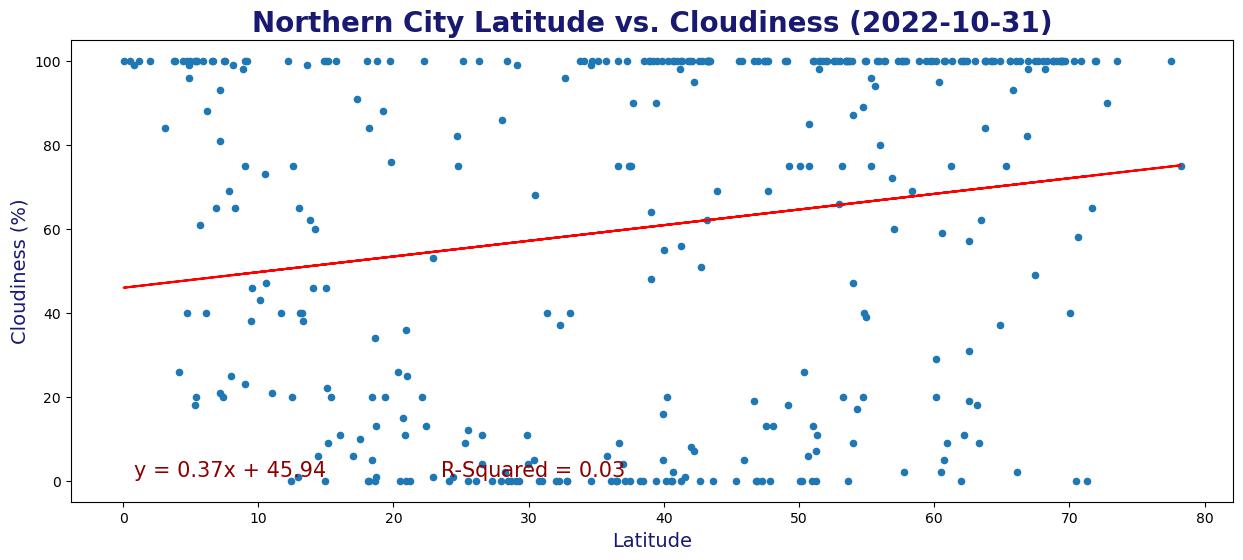 Northern City Latitude vs. Cloudiness (2022-10-31)
100
80
60
40
20
0
Cloudiness (%)
y = 0.37x + 45.94
R-Squared = 0.03
0 10 20 30 40 50 60 70 80
Latitude